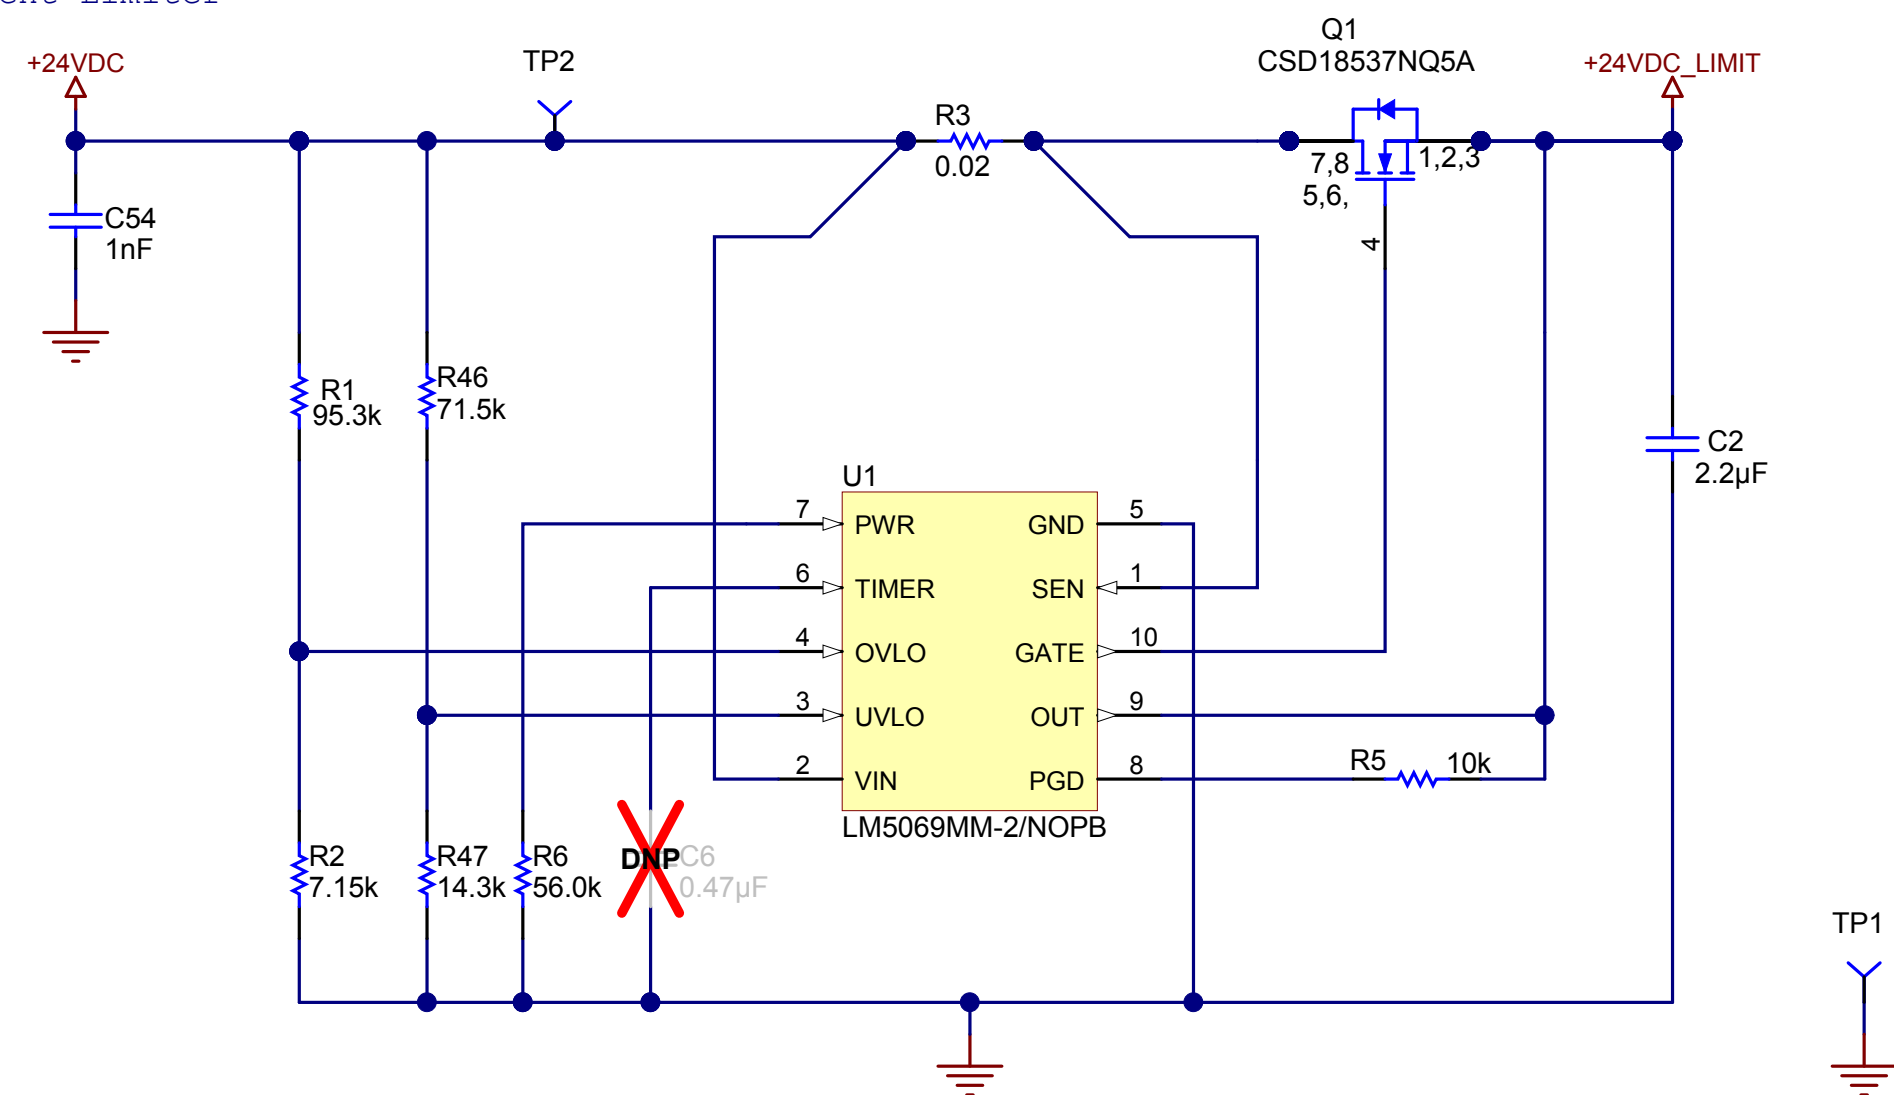 +24VDC
TP2
Q1
CSD18537NQ5A
+24VDC_LIMIT
R3
0.02
7,8
5,6,
1,2,3
4
C54
1nF
R1
95.3k
R46
71.5k
C2
2.2µF
U1
7
PWR
GND
5
6
TIMER
SEN
1
4
OVLO
GATE
10
3
UVLO
OUT
9
2
VIN
PGD
8
R5
10k
LM5069MM-2/NOPB
R2
7.15k
R47
14.3k
R6
56.0k
DNP
C6
0.47µF
TP1